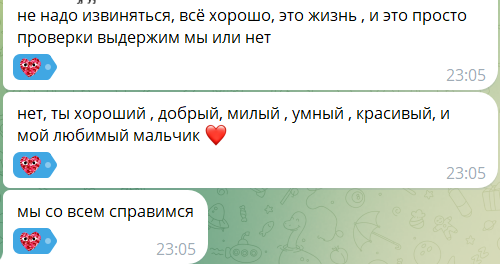 не надо извиняться, всё хорошо, это жизнь , и это просто
проверки выдержим мы или нет
23:05
нет, ты хороший , добрый, милый , умный , красивый, и
мой любимый мальчик ❤️
23:05
мы со всем справимся
23:05